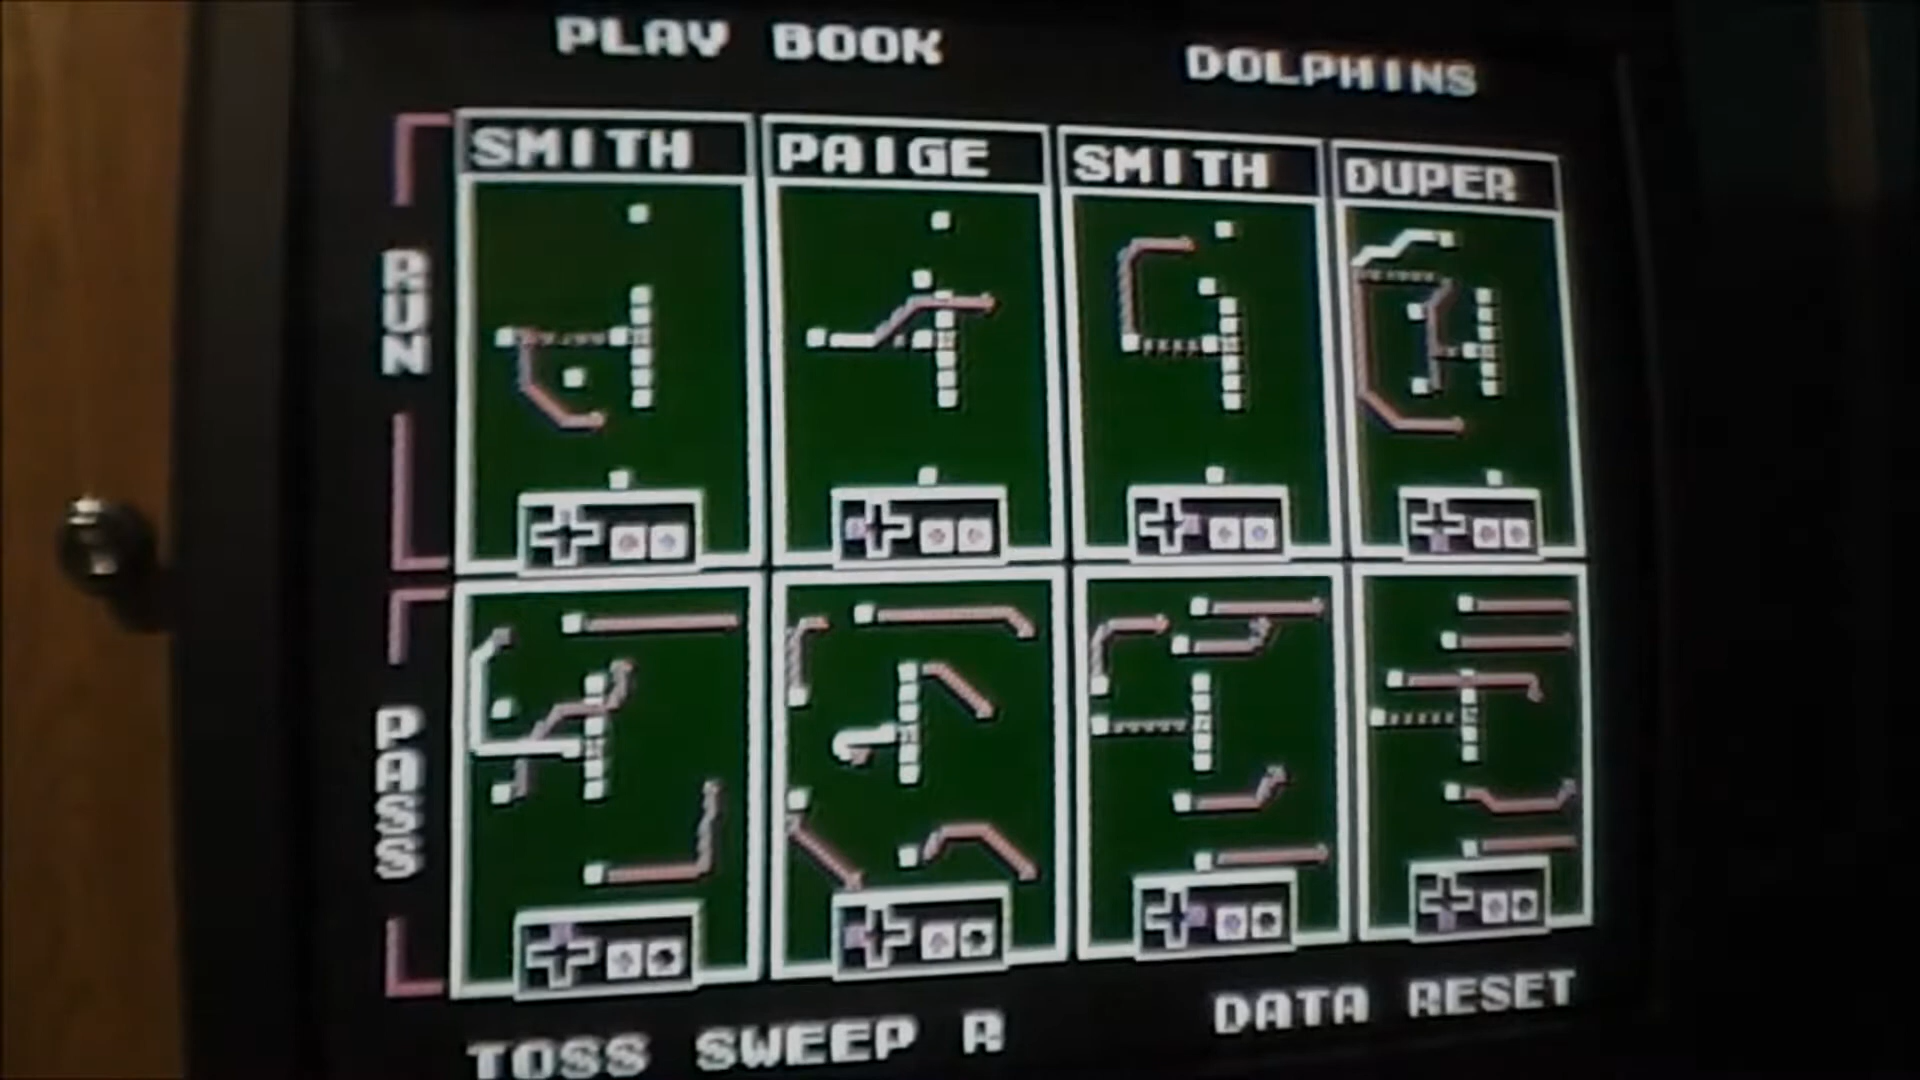 PLAY BOOK
DOLPHINS
SMITH
PAIGE
SMITH
DUPER
RUN
PASS
TOSS SWEEP R
DATA RESET